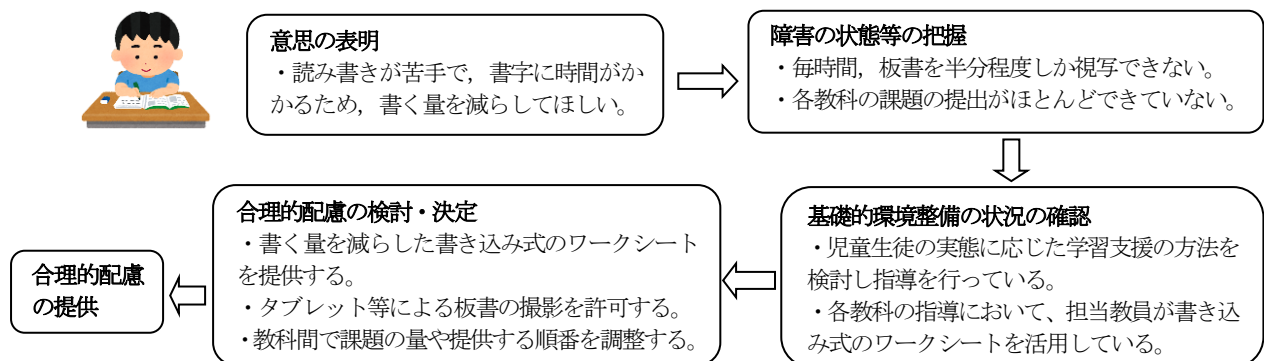 意思の表明
・読み書きが苦手で，書字に時間がか
かるため，書く量を減らしてほしい。
障害の状態等の把握
・毎時間，板書を半分程度しか視写できない。
・各教科の課題の提出がほとんどできていない。
基礎的環境整備の状況の確認
・児童生徒の実態に応じた学習支援の方法を
検討し指導を行っている。
・各教科の指導において、担当教員が書き込
み式のワークシートを活用している。
合理的配慮の検討・決定
・書く量を減らした書き込み式のワークシート
を提供する。
・タブレット等による板書の撮影を許可する。
・教科間で課題の量や提供する順番を調整する。
合理的配慮
の提供